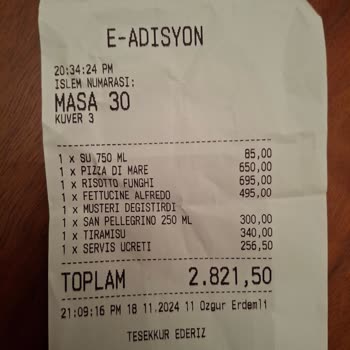 E-ADISYON
20:34:24 PM
ISLEM NUMARASI:
MASA 30
KUVER 3
1 x SU 750 ML 85,00
1 x PIZZA DI MARE 650,00
1 x RISOTTO FUNGHI 695,00
1 x FETTUCINE ALFREDO 495,00
1 x MUSTERI DEGISTIRDI
1 x SAN PELLEGRINO 250 ML 300,00
1 x TIRAMISU 340,00
1 x SERVIS UCRETI 256,50
TOPLAM 2.821,50
21:09:16 PM 18 11.2024 11 Ozgur Erdemli
TESEKKUR EDERIZ